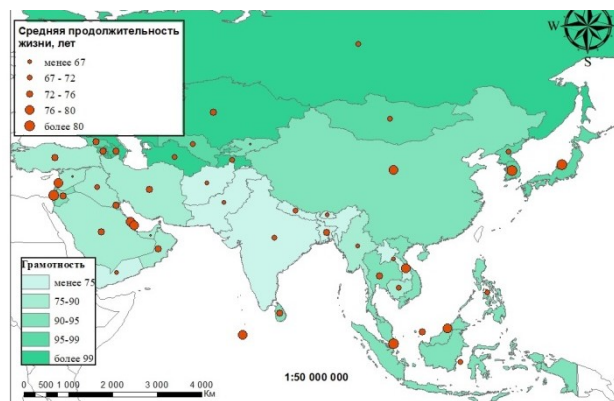 Средняя продолжительность
жизни, лет
менее 67
67 - 72
72 - 76
76 - 80
более 80
W
S
Грамотность
менее 75
75-90
90-95
95-99
более 99
0 500 1 000 2 000 3 000 4 000
Км
1:50 000 000